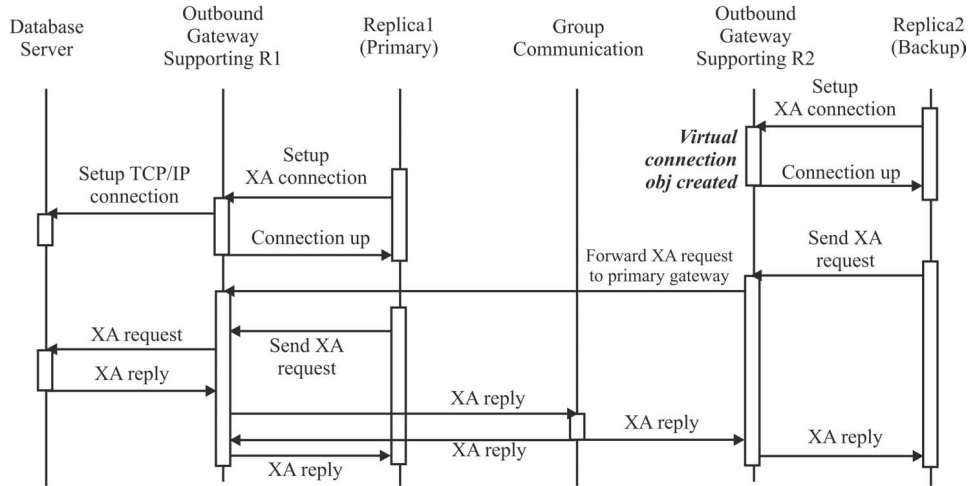 Database
Server
Outbound
Gateway
Supporting R1
Replica1
(Primary)
Group
Communication
Outbound
Gateway
Supporting R2
Replica2
(Backup)
Setup
XA connection
Virtual
connection
obj created
Connection up
Setup TCP/IP
connection
Setup
XA connection
Connection up
Send XA
request
Forward XA request
to primary gateway
XA request
Send XA
request
XA reply
XA reply
XA reply
XA reply
XA reply
XA reply